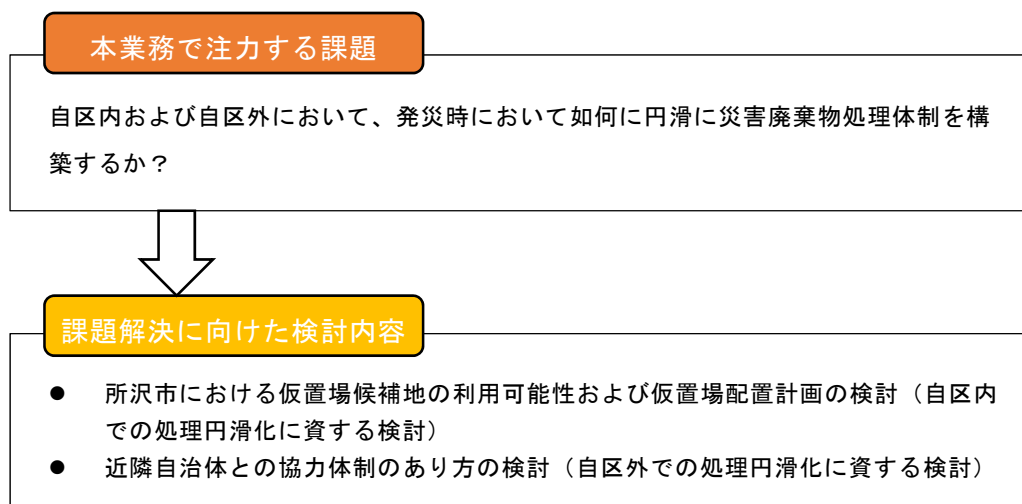 本業務で注力する課題
自区内および自区外において、発災時において如何に円滑に災害廃棄物処理体制を構
築するか？
課題解決に向けた検討内容
● 所沢市における仮置場候補地の利用可能性および仮置場配置計画の検討（自区内
での処理円滑化に資する検討）
● 近隣自治体との協力体制のあり方の検討（自区外での処理円滑化に資する検討）